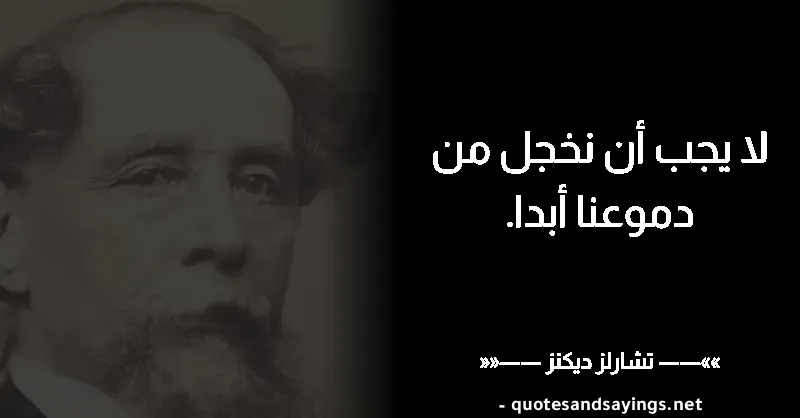 لا يجب أن نخجل من
دموعنا أبدا.
»»—— تشارلز ديكنز ——««
- quotesandsayings.net